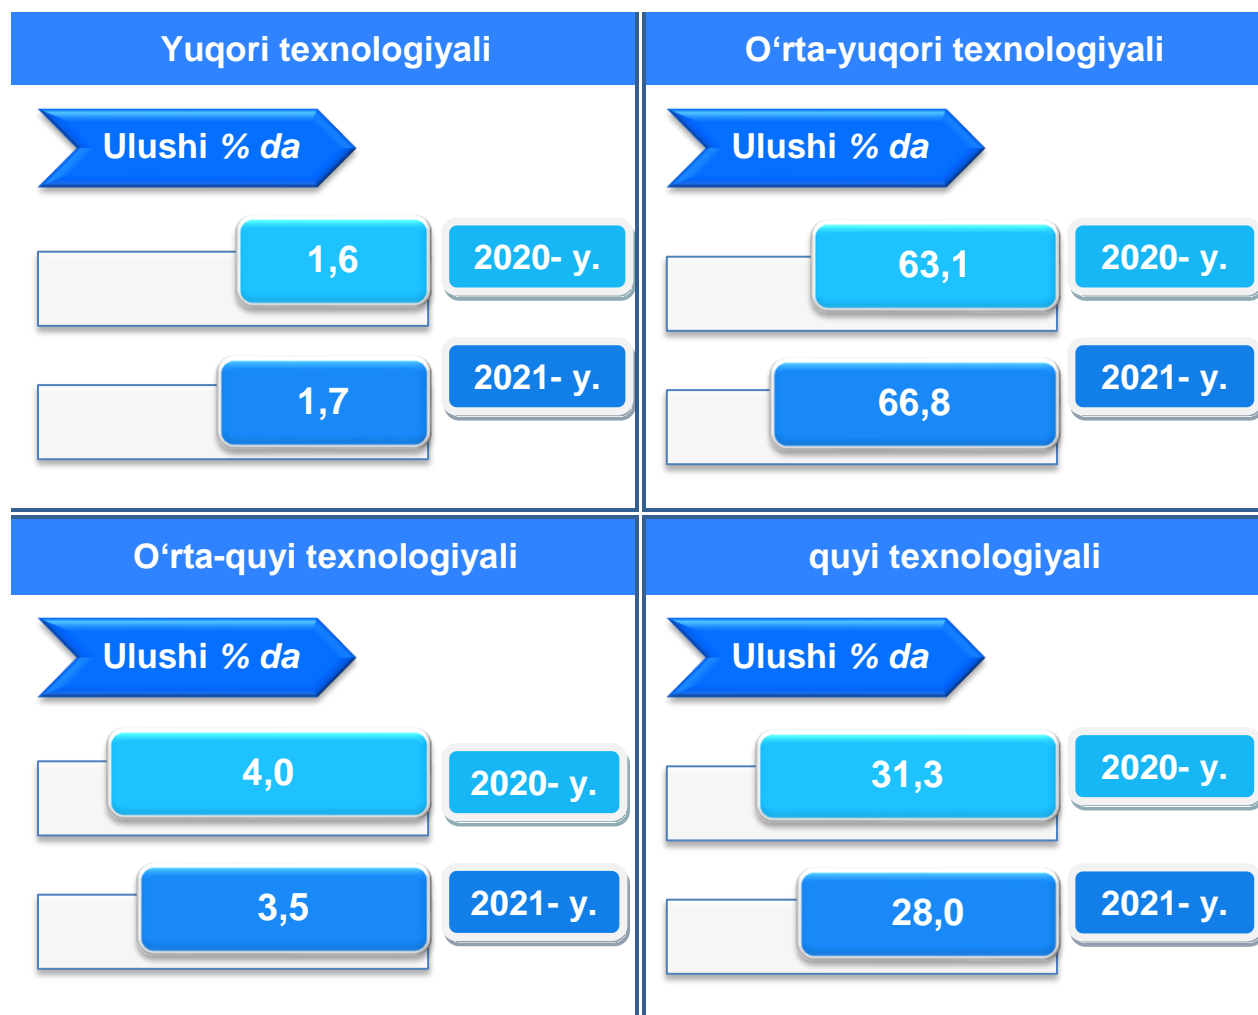 Yuqori texnologiyali
Ulushi % da
1,6
2020- y.
1,7
2021- y.
O‘rta-yuqori texnologiyali
Ulushi % da
63,1
2020- y.
66,8
2021- y.
O‘rta-quyi texnologiyali
Ulushi % da
4,0
2020- y.
3,5
2021- y.
quyi texnologiyali
Ulushi % da
31,3
2020- y.
28,0
2021- y.